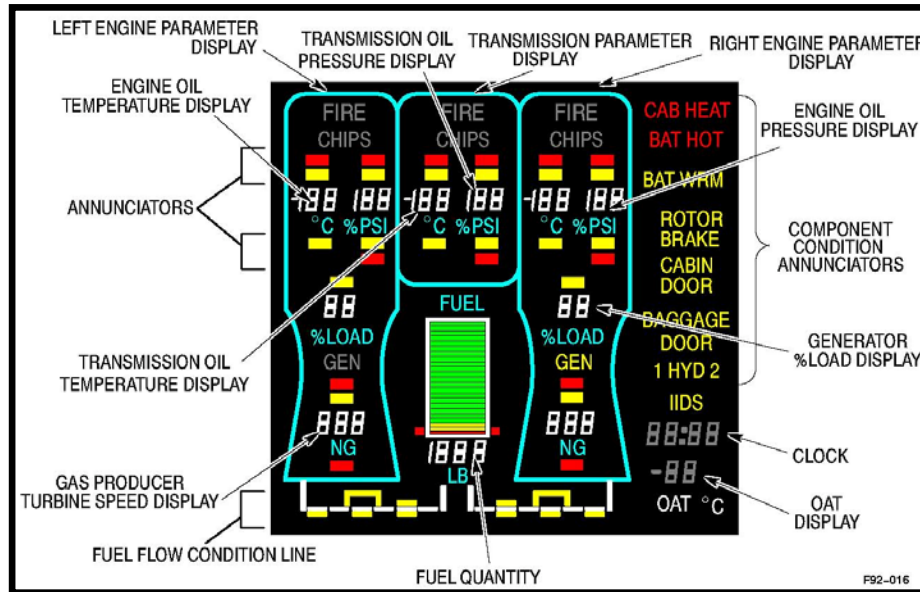 LEFT ENGINE PARAMETER
DISPLAY
TRANSMISSION OIL
PRESSURE DISPLAY
TRANSMISSION PARAMETER
DISPLAY
RIGHT ENGINE PARAMETER
DISPLAY
ENGINE OIL
TEMPERATURE DISPLAY
ENGINE OIL
PRESSURE DISPLAY
ANNUNCIATORS
TRANSMISSION OIL
TEMPERATURE DISPLAY
GAS PRODUCER
TURBINE SPEED DISPLAY
FUEL FLOW CONDITION LINE
FIRE
CHIPS
-188 188
°C %PSI
88
%LOAD
GEN
888
NG
FIRE
CHIPS
-188 188
°C %PSI
FUEL
1888
LB
FUEL QUANTITY
FIRE
CHIPS
-188 188
°C %PSI
88
%LOAD
GEN
888
NG
CAB HEAT
BAT HOT
BAT WRM
ROTOR
BRAKE
CABIN
DOOR
BAGGAGE
DOOR
1 HYD 2
IIDS
88:88
-88
OAT °C
COMPONENT
CONDITION
ANNUNCIATORS
GENERATOR
%LOAD DISPLAY
CLOCK
OAT
DISPLAY
F92-016